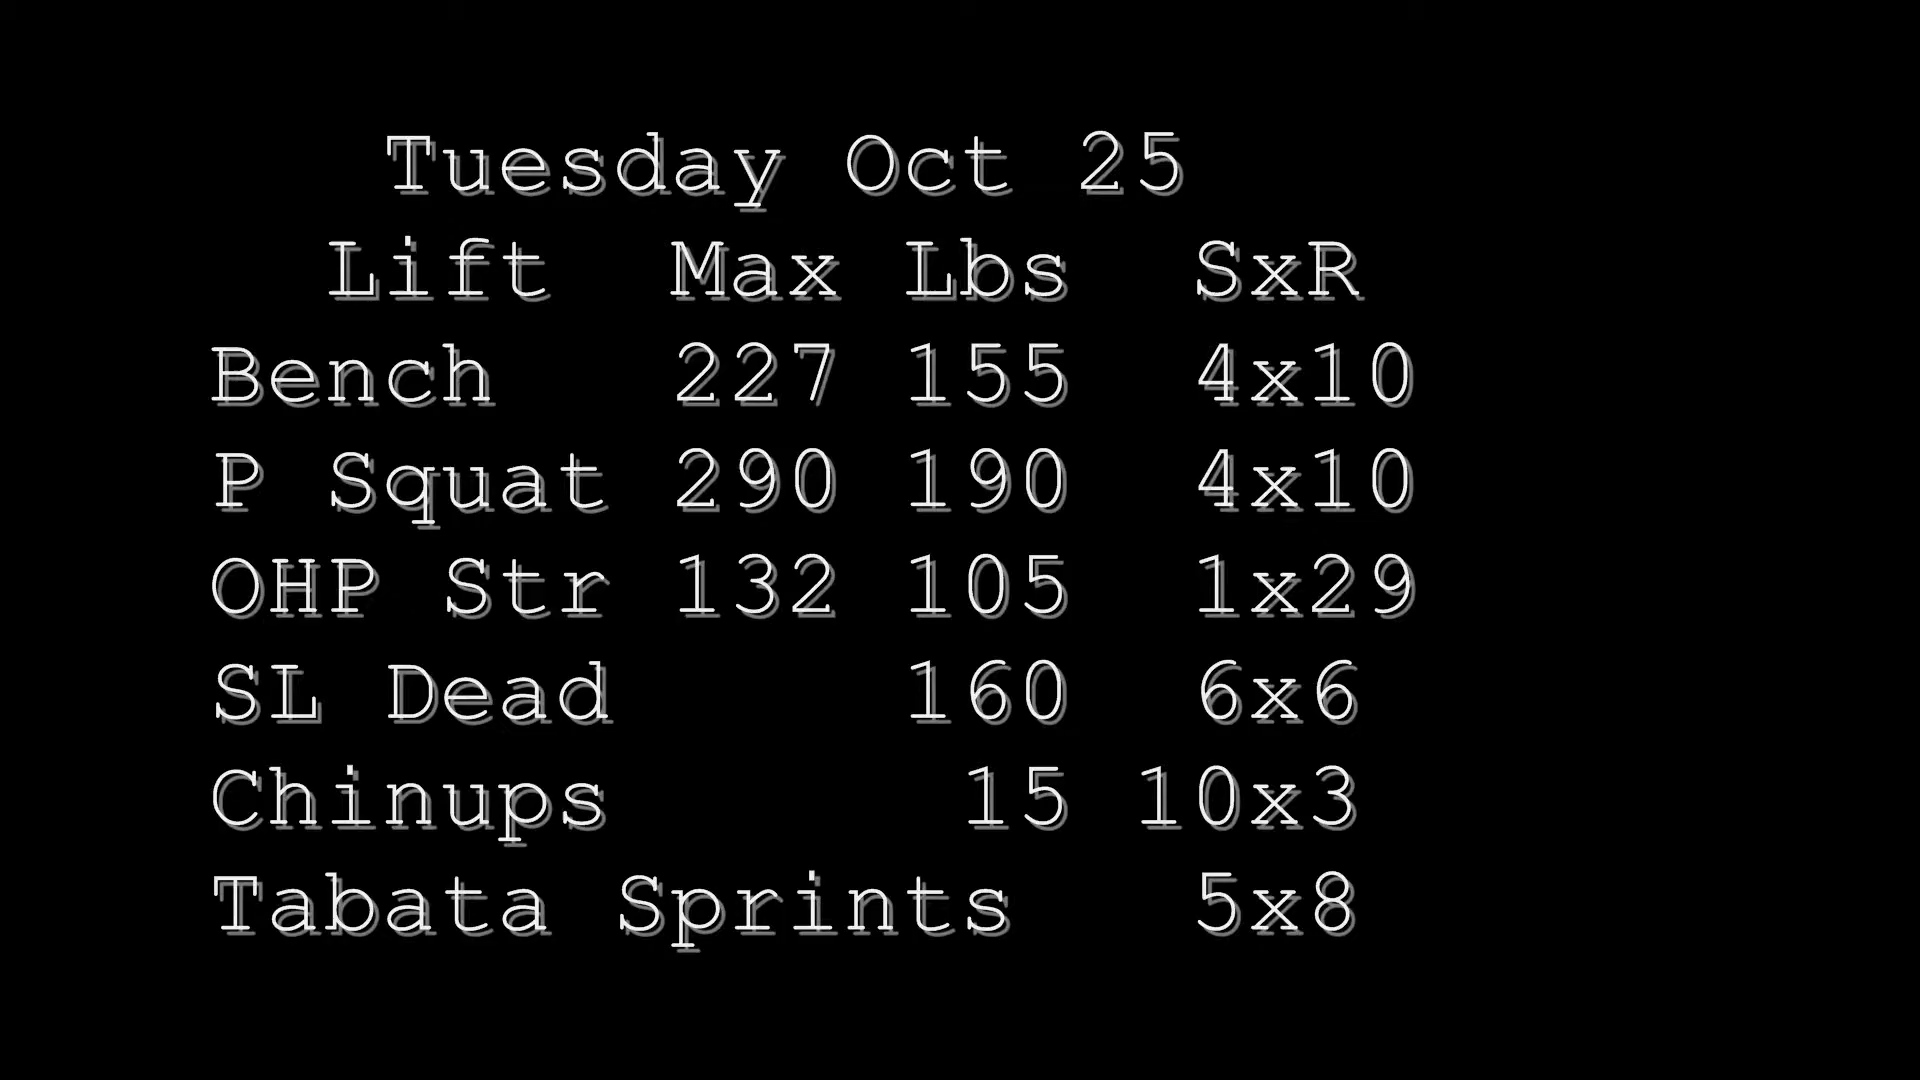 Tuesday Oct 25
Lift Max Lbs SxR
Bench 227 155 4x10
P Squat 290 190 4x10
OHP Str 132 105 1x29
SL Dead 160 6x6
Chinups 15 10x3
Tabata Sprints 5x8